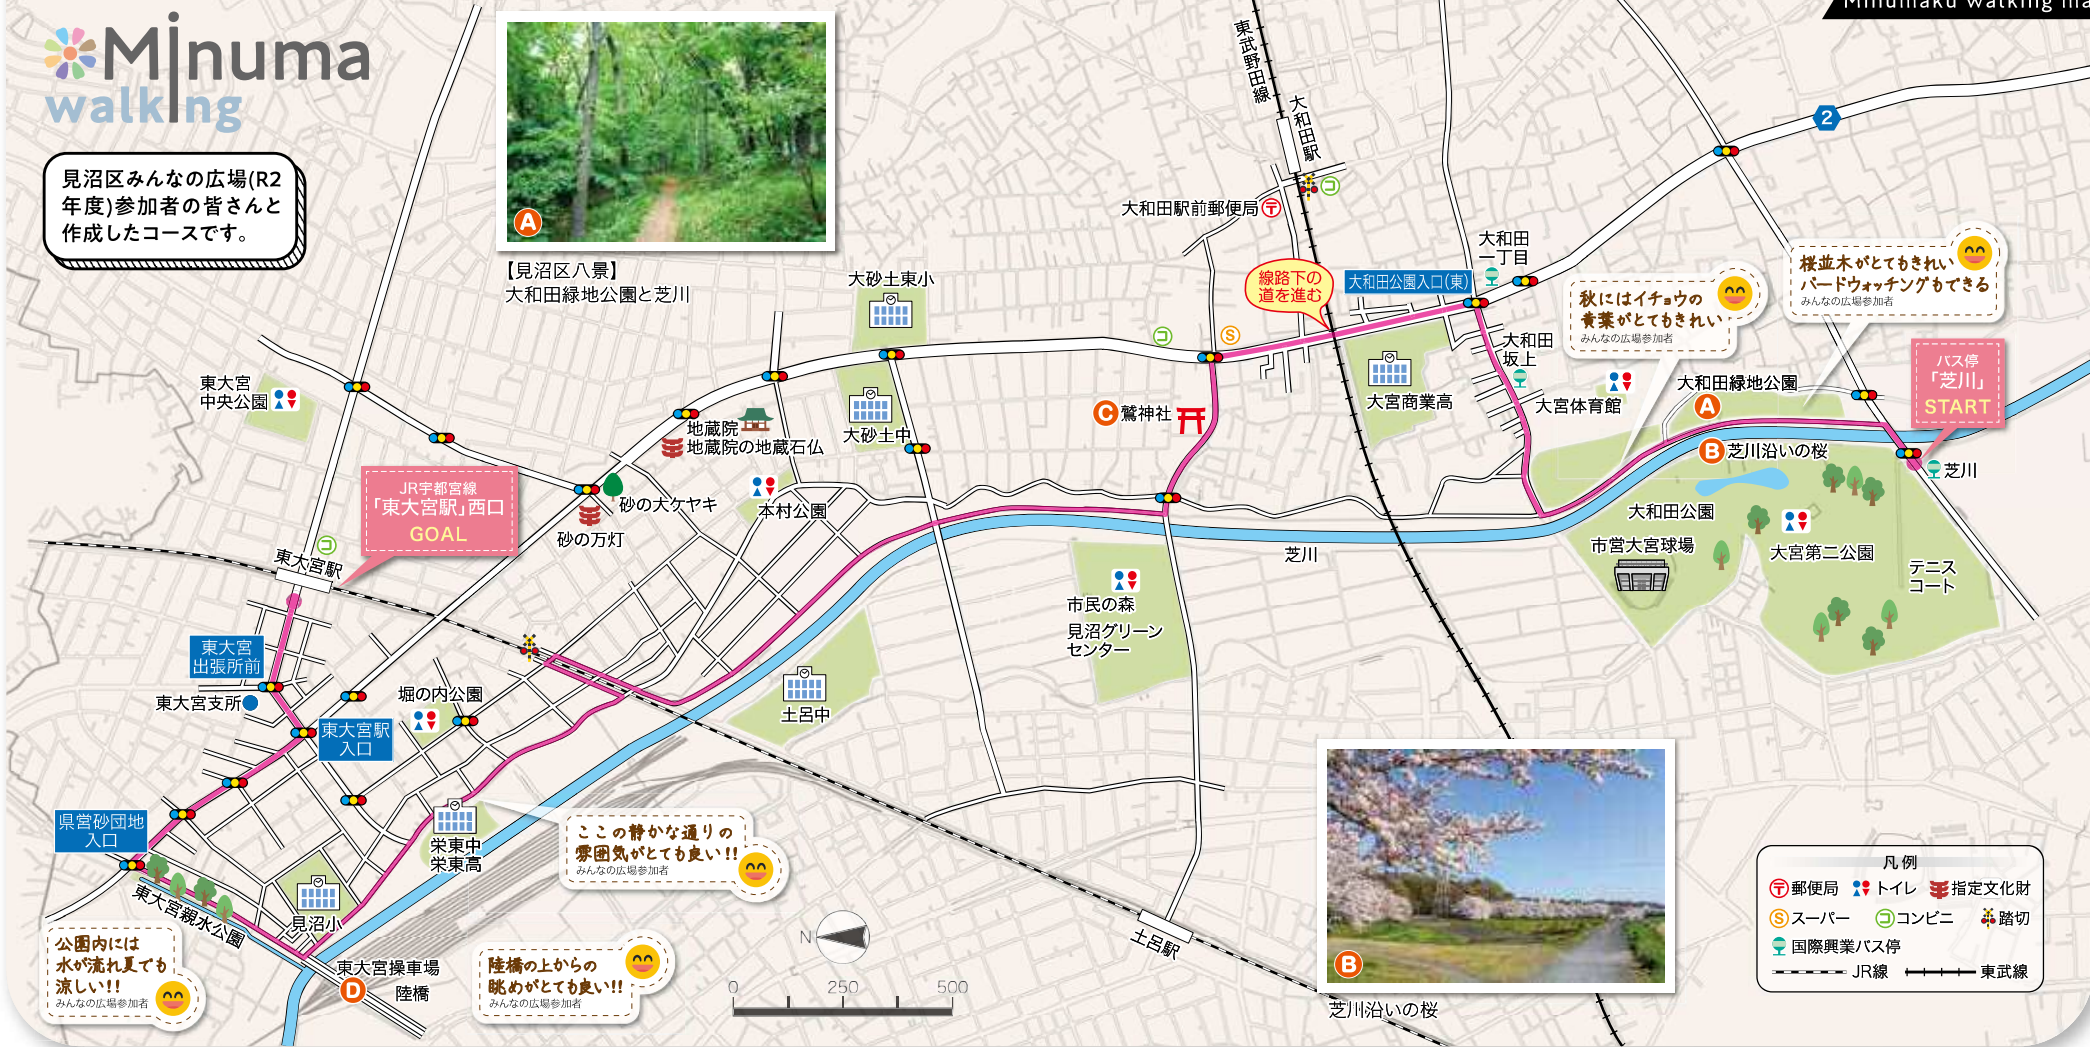 Minuma
walking
Minumaku walking ma
見沼区みんなの広場(R2
年度)参加者の皆さんと
作成したコースです。
A
【見沼区八景】
大和田緑地公園と芝川
東武野田線
大和田駅
コ
大和田駅前郵便局
2
大和田
一丁目
大和田公園入口(東)
線路下の
道を進む
秋にはイチョウの
黄葉がとてもきれい
みんなの広場参加者
桜並木がとてもきれい
バードウォッチングもできる
みんなの広場参加者
バス停
「芝川」
START
大砂土東小
コ
S
大和田
坂上
東大宮
中央公園
大宮商業高
大宮体育館
大和田緑地公園
A
C
鷲神社
地蔵院
地蔵院の地蔵石仏
大砂土中
B
芝川沿いの桜
芝川
JR宇都宮線
「東大宮駅」西口
GOAL
砂の大ケヤキ
砂の万灯
本村公園
大和田公園
市営大宮球場
大宮第二公園
テニス
コート
芝川
コ
東大宮駅
市民の森
見沼グリーン
センター
東大宮
出張所前
東大宮支所
堀の内公園
東大宮駅
入口
土呂中
県営砂団地
入口
栄東中
栄東高
ここの静かな通りの
雰囲気がとても良い!!
みんなの広場参加者
東大宮親水公園
見沼小
公園内には
水が流れ夏でも
涼しい!!
みんなの広場参加者
東大宮操車場
陸橋
D
陸橋の上からの
眺めがとても良い!!
みんなの広場参加者
N
0
250
500
土呂駅
B
芝川沿いの桜
凡例
郵便局
トイレ
指定文化財
S
スーパー
コ
コンビニ
踏切
国際興業バス停
JR線
東武線